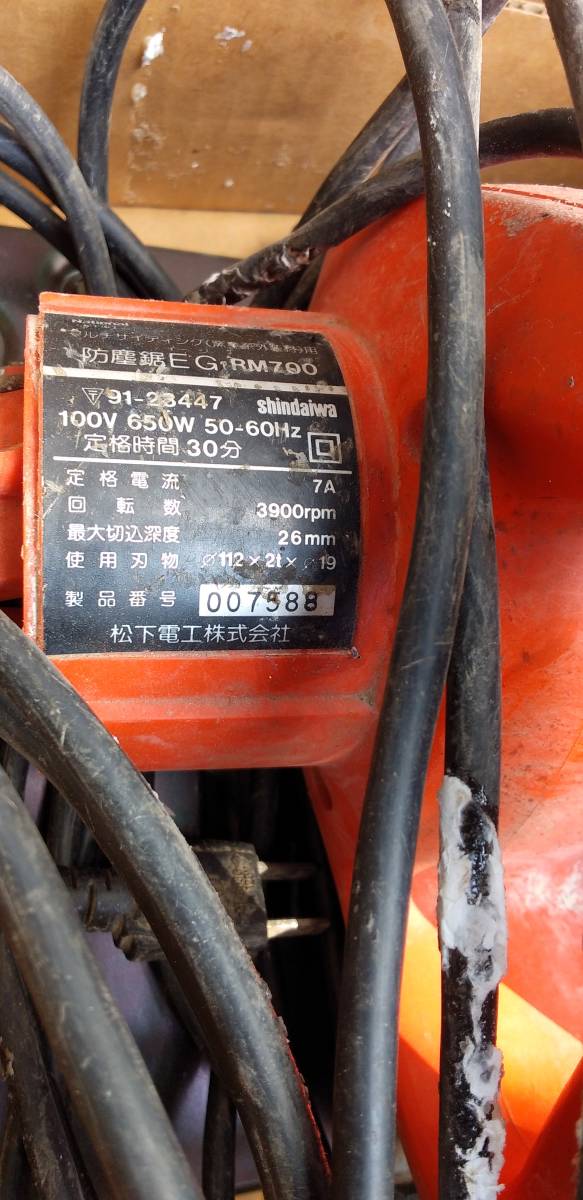 防塵鋸EG-RM700
91-23447 shindaiwa
100V 650W 50-60Hz
定格時間 30分
定格電流 7A
回転数 3900rpm
最大切込深度 26mm
使用刃物 ⌀112×2t×⌀19
製品番号 007588
松下電工株式会社